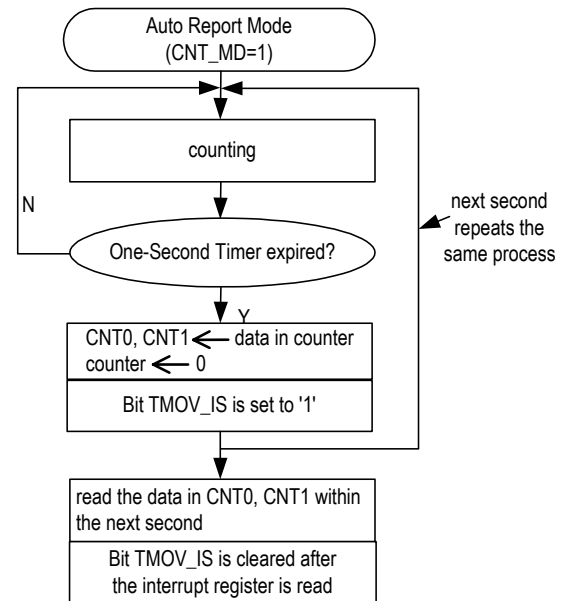 Auto Report Mode
(CNT_MD=1)
counting
N
next second
repeats the
same process
One-Second Timer expired?
Y
CNT0, CNT1 ← data in counter
counter ← 0
Bit TMOV_IS is set to '1'
read the data in CNT0, CNT1 within
the next second
Bit TMOV_IS is cleared after
the interrupt register is read